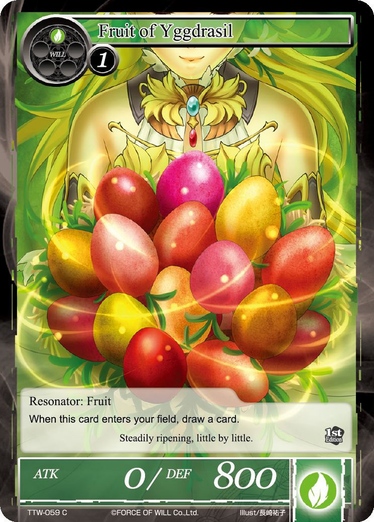 Fruit of Yggdrasil
WILL
1
Resonator: Fruit
When this card enters your field, draw a card.
Steadily ripening, little by little.
1st
Edition
ATK 0 / DEF 800
TTW-059 C ©FORCE OF WILL Co.,Ltd. Illust/長崎祐子